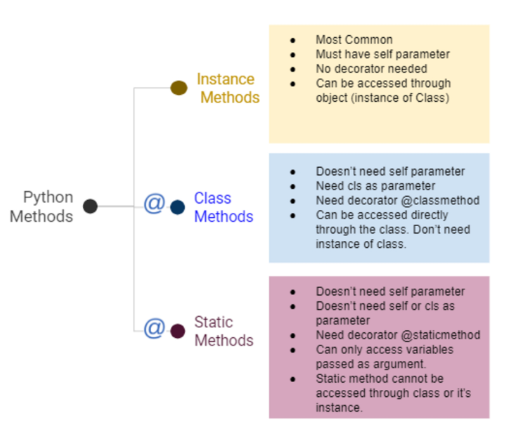 Python
Methods
Instance
Methods
• Most Common
• Must have self parameter
• No decorator needed
• Can be accessed through
object (instance of Class)
@
Class
Methods
• Doesn't need self parameter
• Need cls as parameter
• Need decorator @classmethod
• Can be accessed directly
through the class. Don't need
instance of class.
@
Static
Methods
• Doesn't need self parameter
• Doesn't need self or cls as
parameter
• Need decorator @staticmethod
• Can only access variables
passed as argument.
• Static method cannot be
accessed through class or it's
instance.